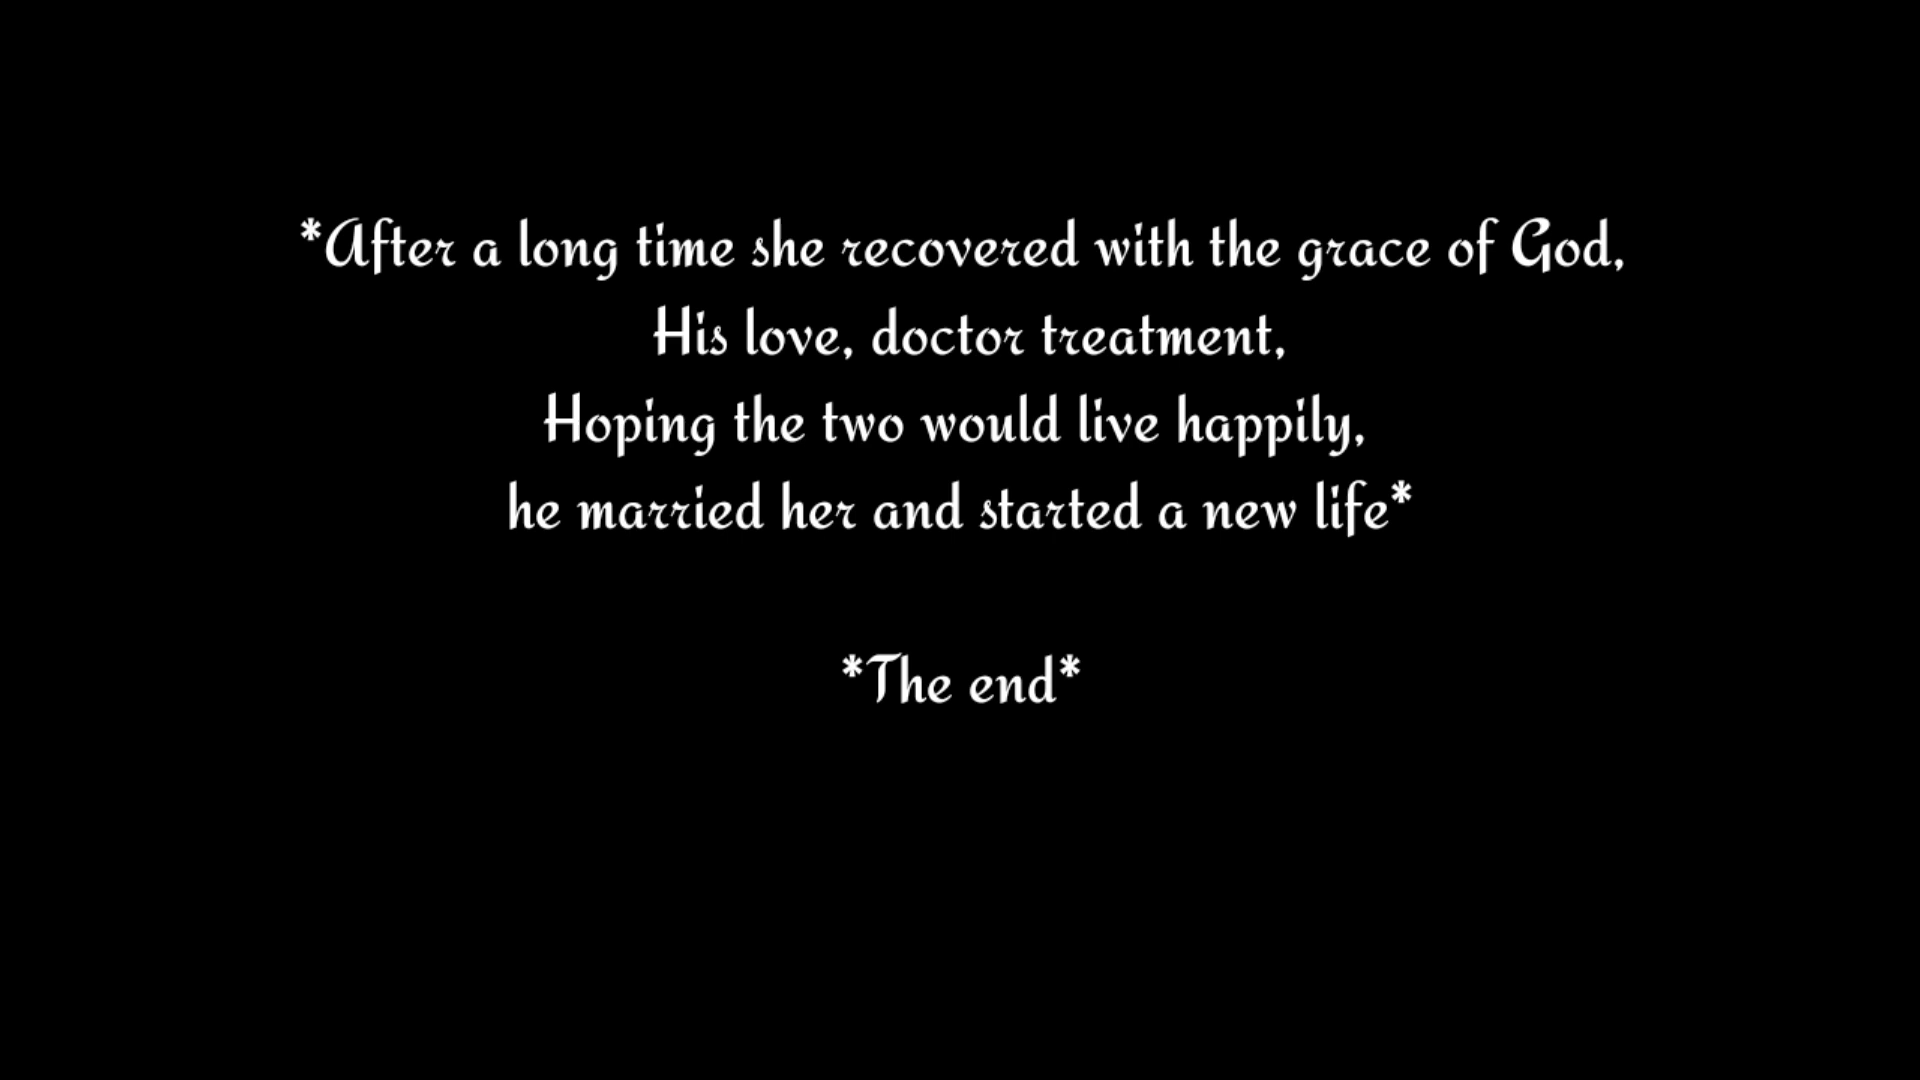 *After a long time she recovered with the grace of God,
His love, doctor treatment,
Hoping the two would live happily,
he married her and started a new life*
*The end*